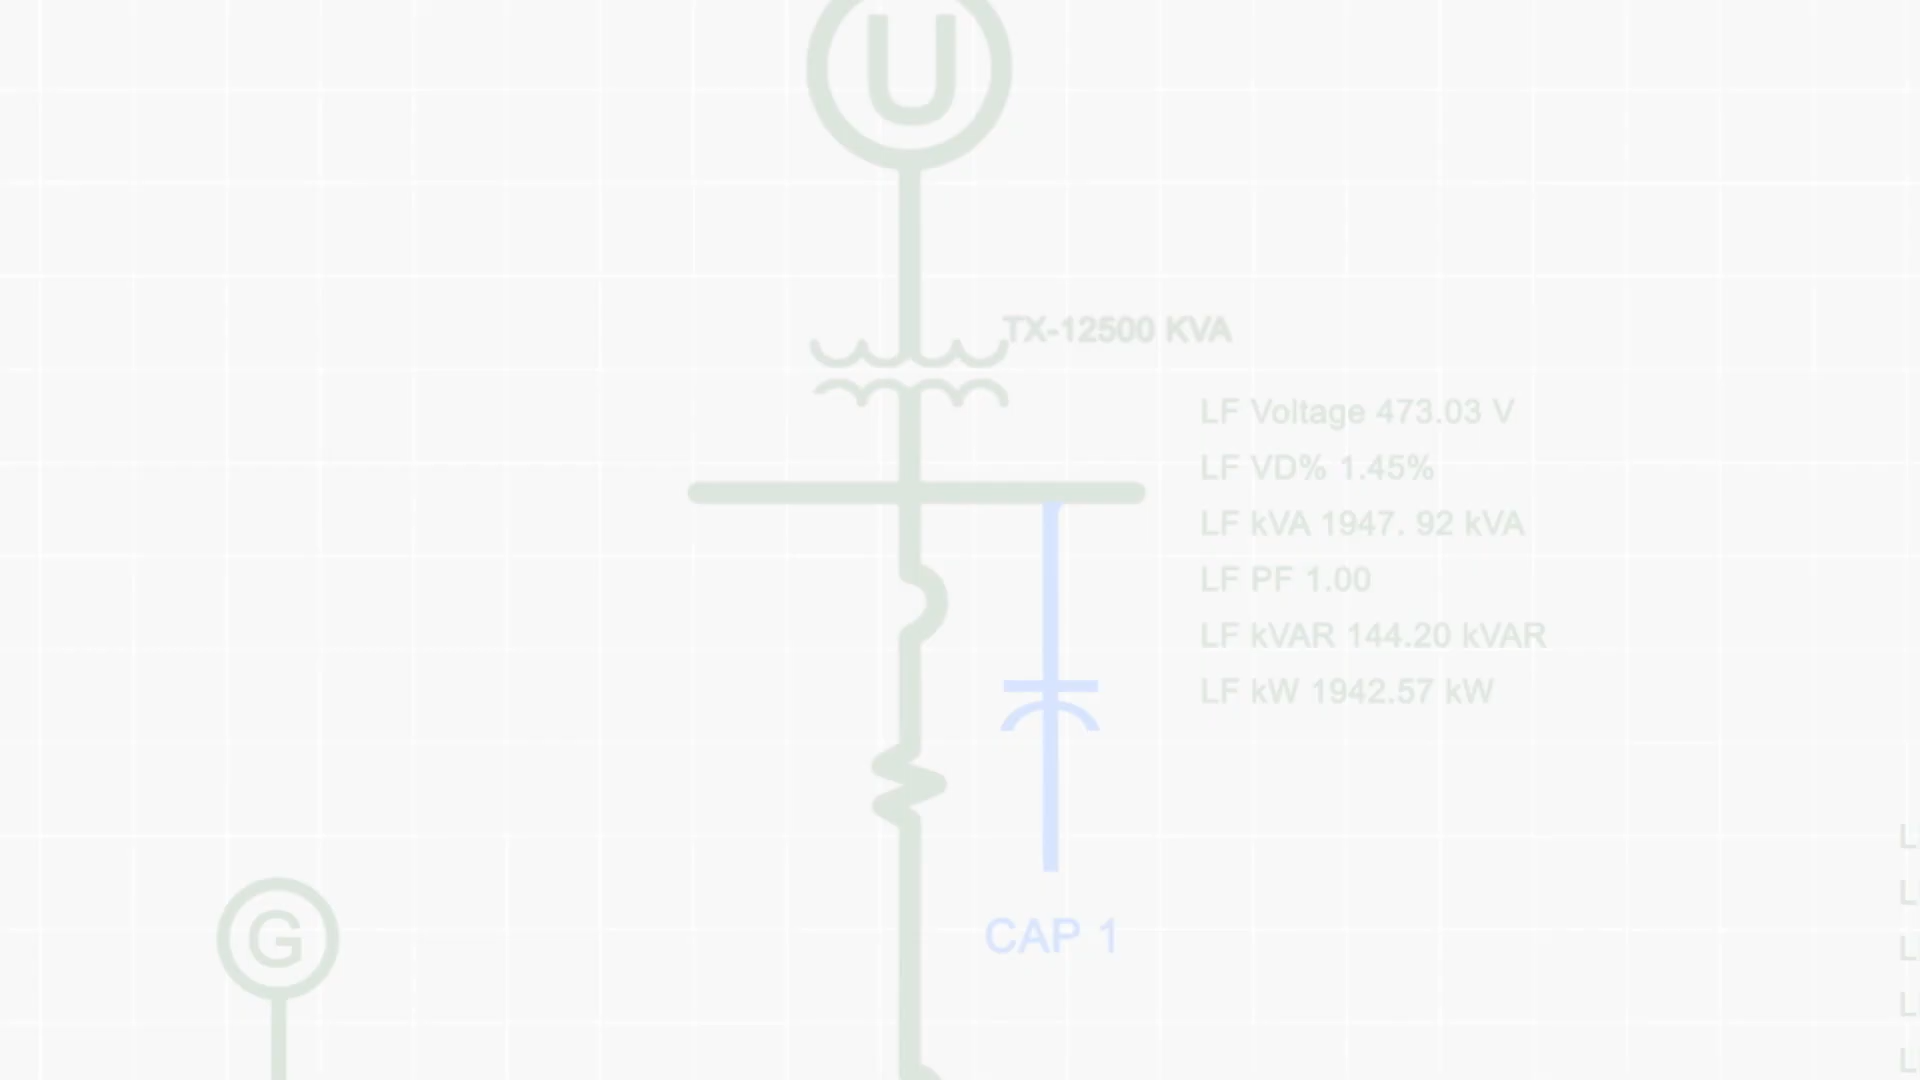 U
TX-12500 KVA
LF Voltage 473.03 V
LF VD% 1.45%
LF kVA 1947. 92 kVA
LF PF 1.00
LF kVAR 144.20 kVAR
LF kW 1942.57 kW
CAP 1
G
L
L
L
L
L